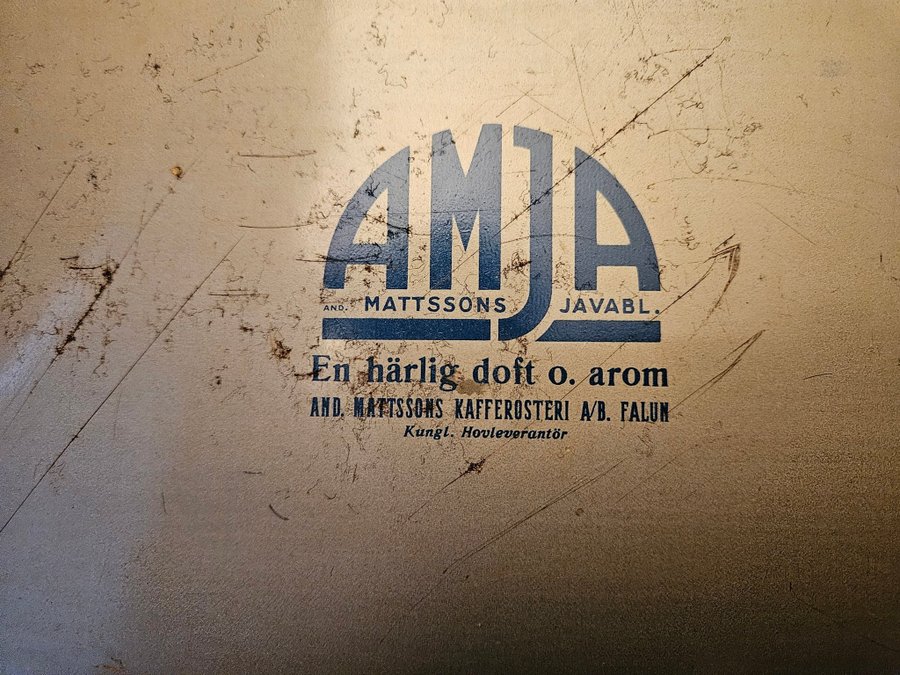 AMJA
AND. MATTSSONS JAVABL.
En härlig doft o. arom
AND. MATTSSONS KAFFEROSTERI A/B. FALUN
Kungl. Hovleverantör